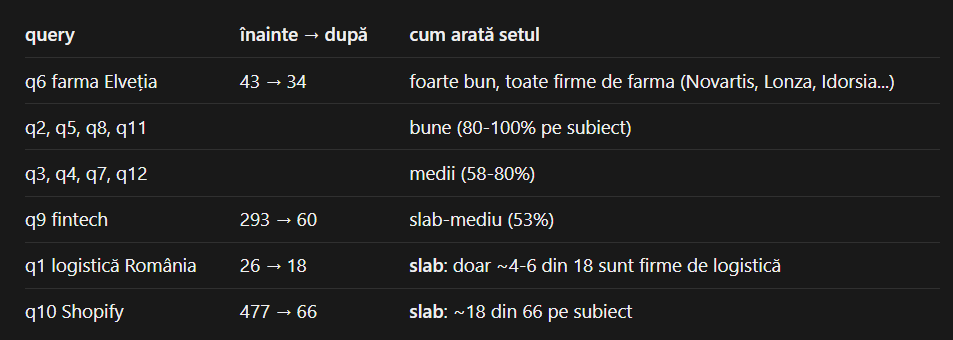 query înainte → după cum arată setul
q6 farma Elveția 43 → 34 foarte bun, toate firme de farma (Novartis, Lonza, Idorsia...)
q2, q5, q8, q11 bune (80-100% pe subiect)
q3, q4, q7, q12 medii (58-80%)
q9 fintech 293 → 60 slab-mediu (53%)
q1 logistică România 26 → 18 slab: doar ~4-6 din 18 sunt firme de logistică
q10 Shopify 477 → 66 slab: ~18 din 66 pe subiect